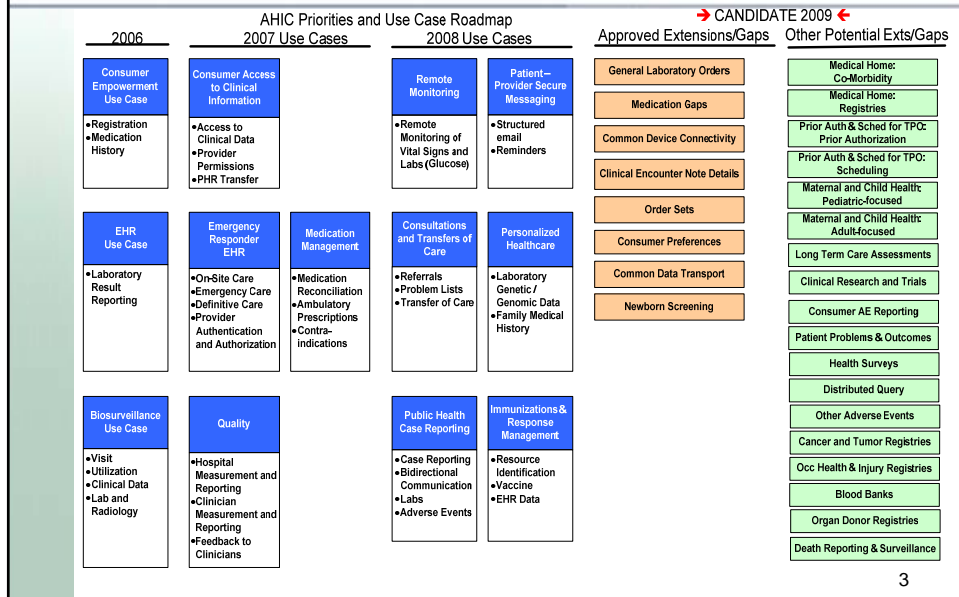 AHIC Priorities and Use Case Roadmap
➔ CANDIDATE 2009 ←
2006
2007 Use Cases
2008 Use Cases
Approved Extensions/Gaps
Other Potential Exts/Gaps
Consumer
Empowerment
Use Case
•Registration
•Medication
History
Consumer Access
to Clinical
Information
•Access to
Clinical Data
•Provider
Permissions
•PHR Transfer
Remote
Monitoring
•Remote
Monitoring of
Vital Signs and
Labs (Glucose)
Patient–
Provider Secure
Messaging
•Structured
email
•Reminders
EHR
Use Case
•Laboratory
Result
Reporting
Emergency
Responder
EHR
•On-Site Care
•Emergency Care
•Definitive Care
•Provider
Authentication
and Authorization
Medication
Management
•Medication
Reconciliation
•Ambulatory
Prescriptions
•Contra-
indications
Consultations
and Transfers of
Care
•Referrals
•Problem Lists
•Transfer of Care
Personalized
Healthcare
•Laboratory
Genetic /
Genomic Data
•Family Medical
History
Biosurveillance
Use Case
•Visit
•Utilization
•Clinical Data
•Lab and
Radiology
Quality
•Hospital
Measurement and
Reporting
•Clinician
Measurement and
Reporting
•Feedback to
Clinicians
Public Health
Case Reporting
•Case Reporting
•Bidirectional
Communication
•Labs
•Adverse Events
Immunizations &
Response
Management
•Resource
Identification
•Vaccine
•EHR Data
General Laboratory Orders
Medication Gaps
Common Device Connectivity
Clinical Encounter Note Details
Order Sets
Consumer Preferences
Common Data Transport
Newborn Screening
Medical Home:
Co-Morbidity
Medical Home:
Registries
Prior Auth & Sched for TPO:
Prior Authorization
Prior Auth & Sched for TPO:
Scheduling
Maternal and Child Health:
Pediatric-focused
Maternal and Child Health:
Adult-focused
Long Term Care Assessments
Clinical Research and Trials
Consumer AE Reporting
Patient Problems & Outcomes
Health Surveys
Distributed Query
Other Adverse Events
Cancer and Tumor Registries
Occ Health & Injury Registries
Blood Banks
Organ Donor Registries
Death Reporting & Surveillance
3